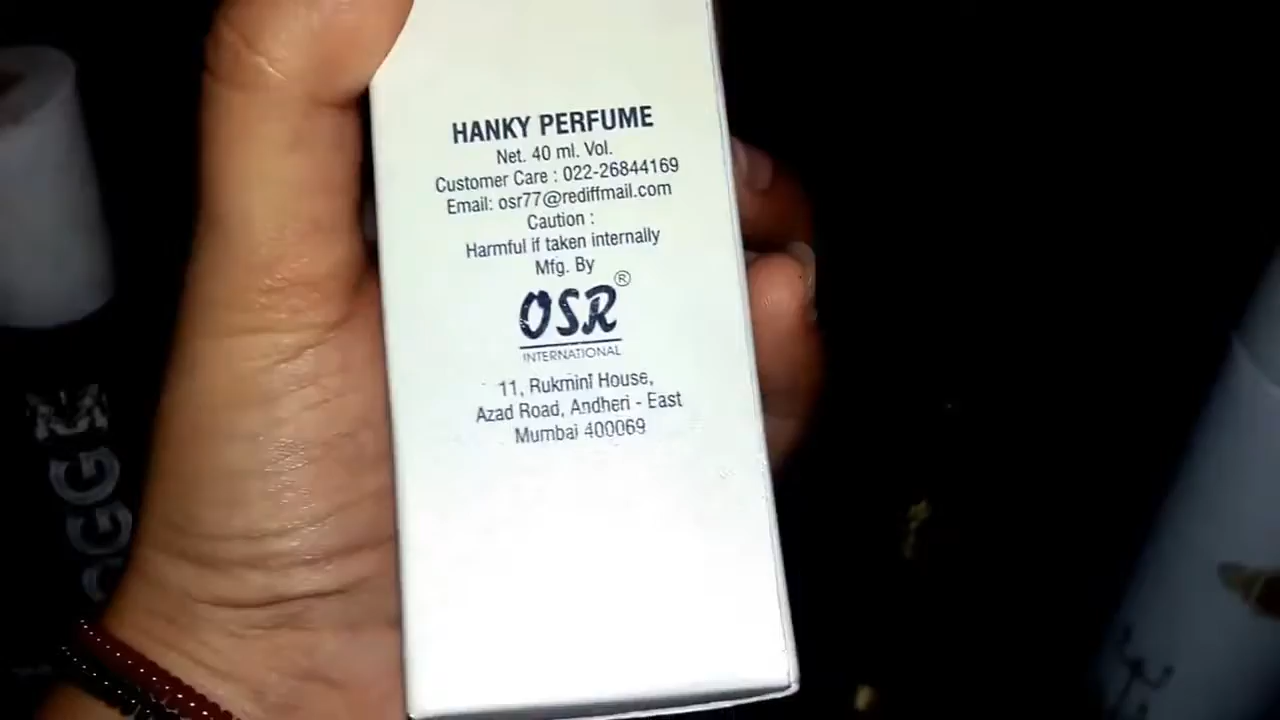 HANKY PERFUME
Net. 40 ml. Vol.
Customer Care : 022-26844169
Email: osr77@rediffmail.com
Caution :
Harmful if taken internally
Mfg. By
OSR®
INTERNATIONAL
11, Rukmini House,
Azad Road, Andheri - East
Mumbai 400069